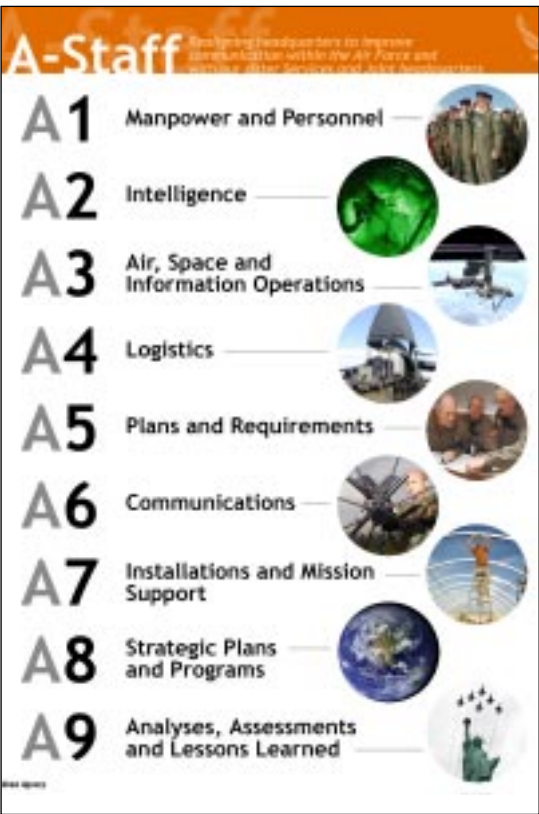 A-Staff
Realigning headquarters to improve
communication within the Air Force and
various other Services and joint headquarters
A1 Manpower and Personnel
A2 Intelligence
A3 Air, Space and
Information Operations
A4 Logistics
A5 Plans and Requirements
A6 Communications
A7 Installations and Mission
Support
A8 Strategic Plans
and Programs
A9 Analyses, Assessments
and Lessons Learned